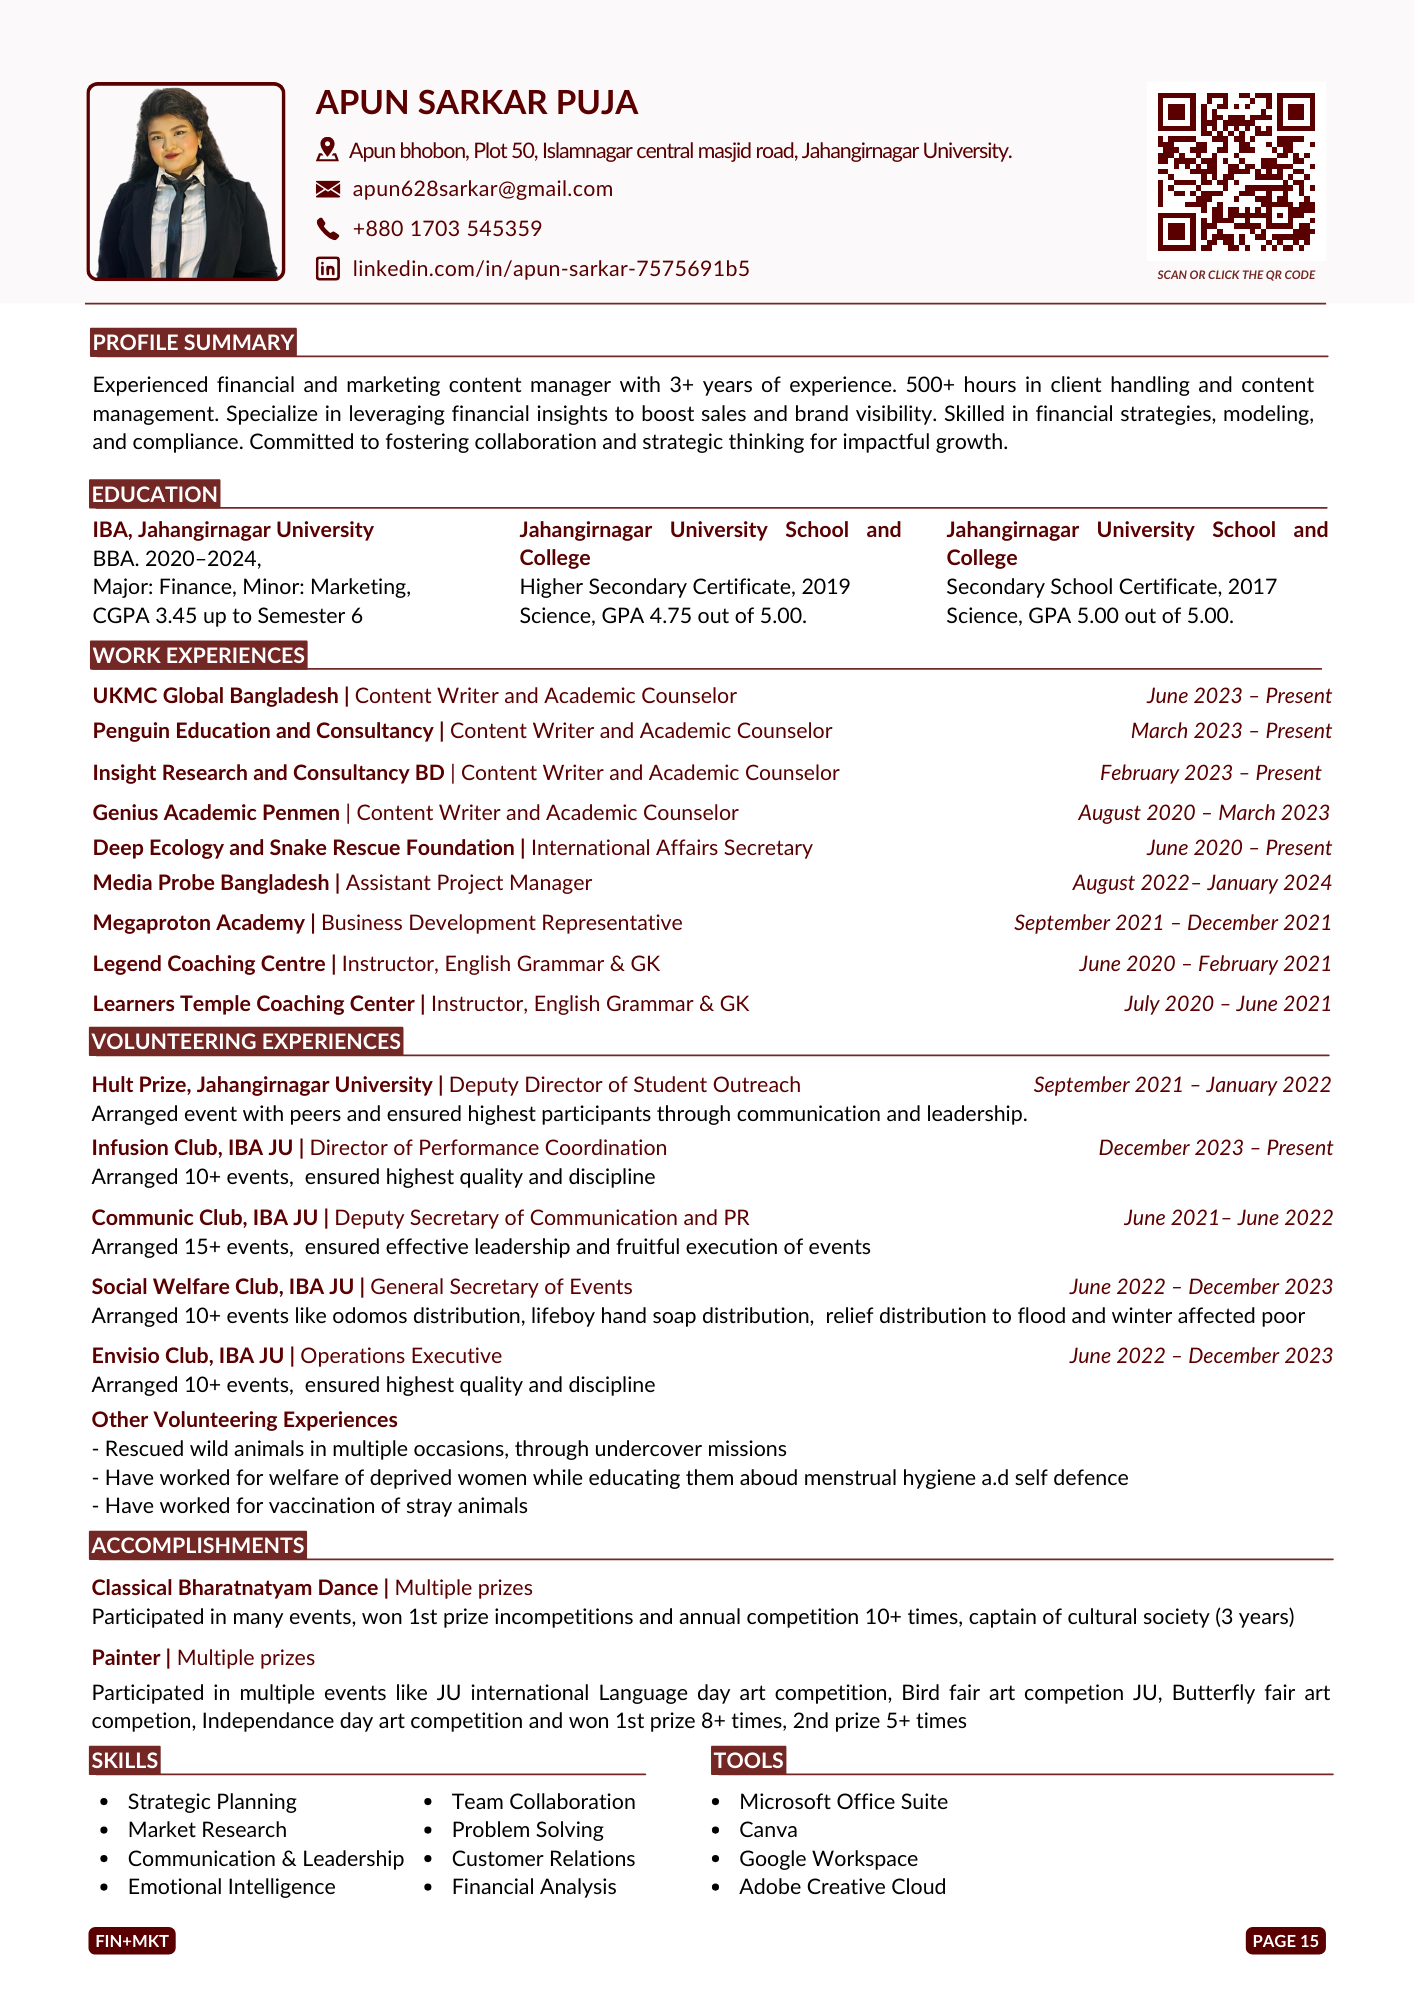 APUN SARKAR PUJA
Apun bhobon, Plot 50, Islamnagar central masjid road, Jahangirnagar University.
apun628sarkar@gmail.com
+880 1703 545359
linkedin.com/in/apun-sarkar-7575691b5
SCAN OR CLICK THE QR CODE
PROFILE SUMMARY
Experienced financial and marketing content manager with 3+ years of experience. 500+ hours in client handling and content
management. Specialize in leveraging financial insights to boost sales and brand visibility. Skilled in financial strategies, modeling,
and compliance. Committed to fostering collaboration and strategic thinking for impactful growth.
EDUCATION
IBA, Jahangirnagar University
BBA. 2020–2024,
Major: Finance, Minor: Marketing,
CGPA 3.45 up to Semester 6
Jahangirnagar University School and
College
Higher Secondary Certificate, 2019
Science, GPA 4.75 out of 5.00.
Jahangirnagar University School and
College
Secondary School Certificate, 2017
Science, GPA 5.00 out of 5.00.
WORK EXPERIENCES
UKMC Global Bangladesh | Content Writer and Academic Counselor June 2023 – Present
Penguin Education and Consultancy | Content Writer and Academic Counselor March 2023 – Present
Insight Research and Consultancy BD | Content Writer and Academic Counselor February 2023 – Present
Genius Academic Penmen | Content Writer and Academic Counselor August 2020 – March 2023
Deep Ecology and Snake Rescue Foundation | International Affairs Secretary June 2020 – Present
Media Probe Bangladesh | Assistant Project Manager August 2022– January 2024
Megaproton Academy | Business Development Representative September 2021 – December 2021
Legend Coaching Centre | Instructor, English Grammar & GK June 2020 – February 2021
Learners Temple Coaching Center | Instructor, English Grammar & GK July 2020 – June 2021
VOLUNTEERING EXPERIENCES
Hult Prize, Jahangirnagar University | Deputy Director of Student Outreach September 2021 – January 2022
Arranged event with peers and ensured highest participants through communication and leadership.
Infusion Club, IBA JU | Director of Performance Coordination December 2023 – Present
Arranged 10+ events, ensured highest quality and discipline
Communic Club, IBA JU | Deputy Secretary of Communication and PR June 2021– June 2022
Arranged 15+ events, ensured effective leadership and fruitful execution of events
Social Welfare Club, IBA JU | General Secretary of Events June 2022 – December 2023
Arranged 10+ events like odomos distribution, lifeboy hand soap distribution, relief distribution to flood and winter affected poor
Envisio Club, IBA JU | Operations Executive June 2022 – December 2023
Arranged 10+ events, ensured highest quality and discipline
Other Volunteering Experiences
- Rescued wild animals in multiple occasions, through undercover missions
- Have worked for welfare of deprived women while educating them aboud menstrual hygiene a.d self defence
- Have worked for vaccination of stray animals
ACCOMPLISHMENTS
Classical Bharatnatyam Dance | Multiple prizes
Participated in many events, won 1st prize incompetitions and annual competition 10+ times, captain of cultural society (3 years)
Painter | Multiple prizes
Participated in multiple events like JU international Language day art competition, Bird fair art competion JU, Butterfly fair art
competion, Independance day art competition and won 1st prize 8+ times, 2nd prize 5+ times
SKILLS
• Strategic Planning
• Market Research
• Communication & Leadership
• Emotional Intelligence
• Team Collaboration
• Problem Solving
• Customer Relations
• Financial Analysis
TOOLS
• Microsoft Office Suite
• Canva
• Google Workspace
• Adobe Creative Cloud
FIN+MKT
PAGE 15